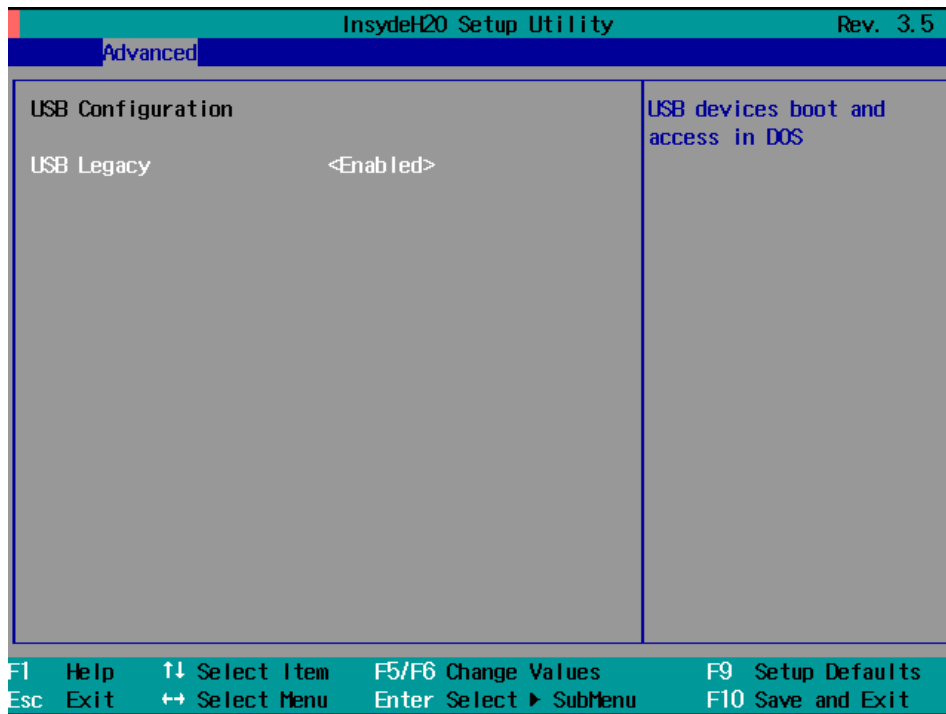 InsydeH20 Setup Utility Rev. 3.5
Advanced
USB Configuration
USB Legacy <Enabled>
USB devices boot and
access in DOS
F1 Help ↑↓ Select Item F5/F6 Change Values F9 Setup Defaults
Esc Exit ↔ Select Menu Enter Select ▶ SubMenu F10 Save and Exit